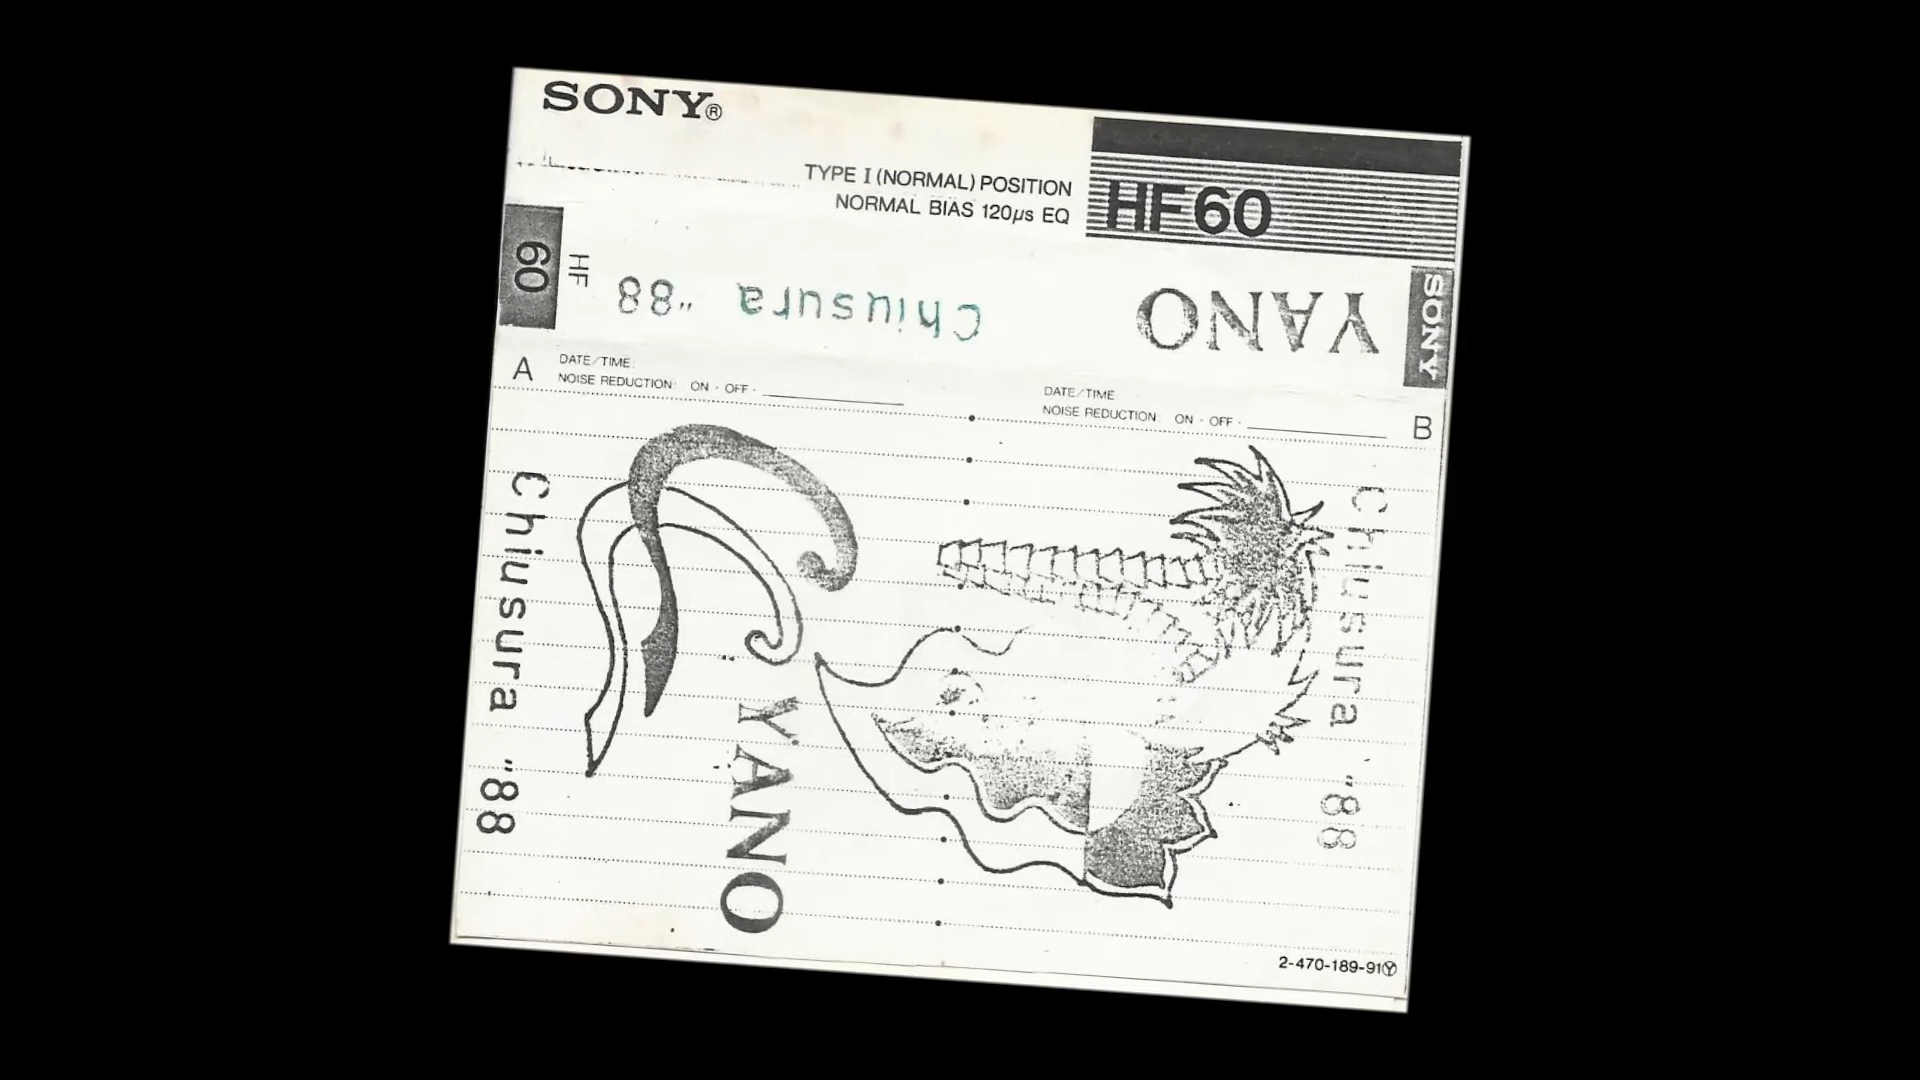 SONY®
TYPE I (NORMAL) POSITION
NORMAL BIAS 120µs EQ
HF60
60
HF
Chiusura "88
YANO
SONY
A
DATE/TIME:
NOISE REDUCTION: ON · OFF ·
DATE/TIME
NOISE REDUCTION: ON · OFF ·
B
Chiusura "88
YANO
Chiusura "88
2-470-189-91Ⓨ